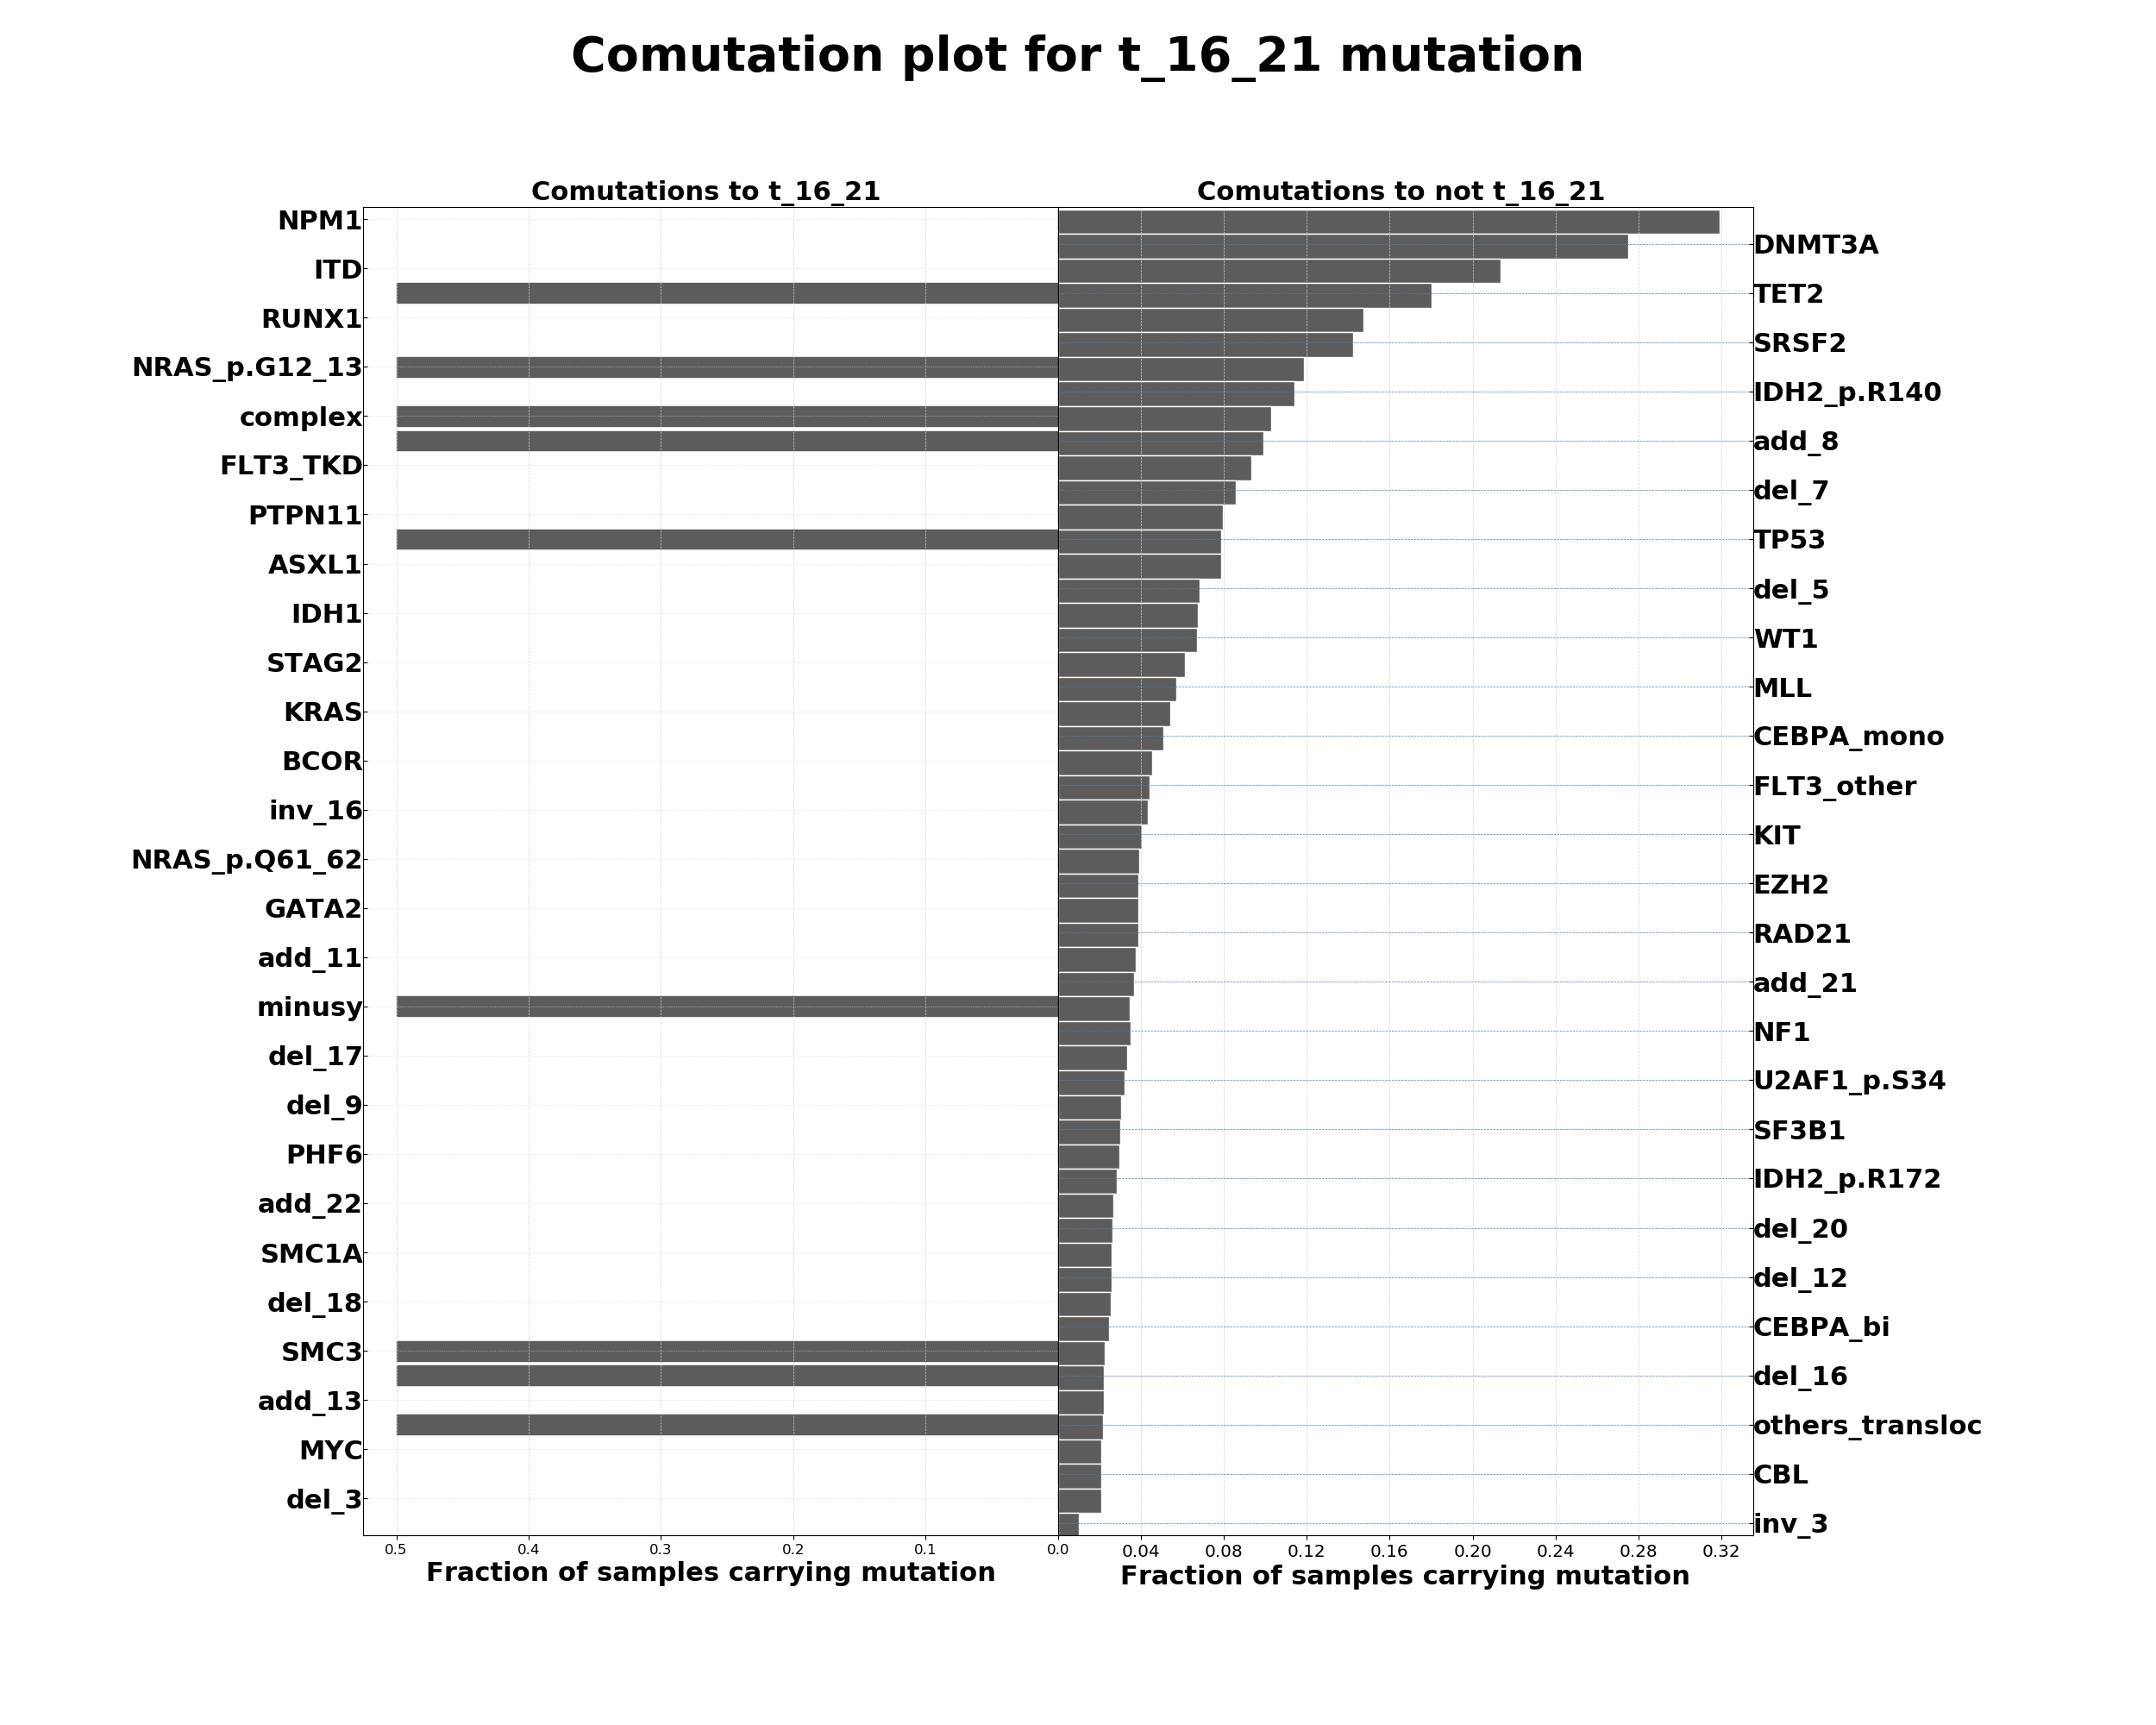 Comutation plot for t_16_21 mutation
Comutations to t_16_21
Comutations to not t_16_21
NPM1
DNMT3A
ITD
TET2
RUNX1
SRSF2
NRAS_p.G12_13
IDH2_p.R140
complex
add_8
FLT3_TKD
del_7
PTPN11
TP53
ASXL1
del_5
IDH1
WT1
STAG2
MLL
KRAS
CEBPA_mono
BCOR
FLT3_other
inv_16
KIT
NRAS_p.Q61_62
EZH2
GATA2
RAD21
add_11
add_21
minusy
NF1
del_17
U2AF1_p.S34
del_9
SF3B1
PHF6
IDH2_p.R172
add_22
del_20
SMC1A
del_12
del_18
CEBPA_bi
SMC3
del_16
add_13
others_transloc
MYC
CBL
del_3
inv_3
0.5 0.4 0.3 0.2 0.1 0.0 0.04 0.08 0.12 0.16 0.20 0.24 0.28 0.32
Fraction of samples carrying mutation
Fraction of samples carrying mutation